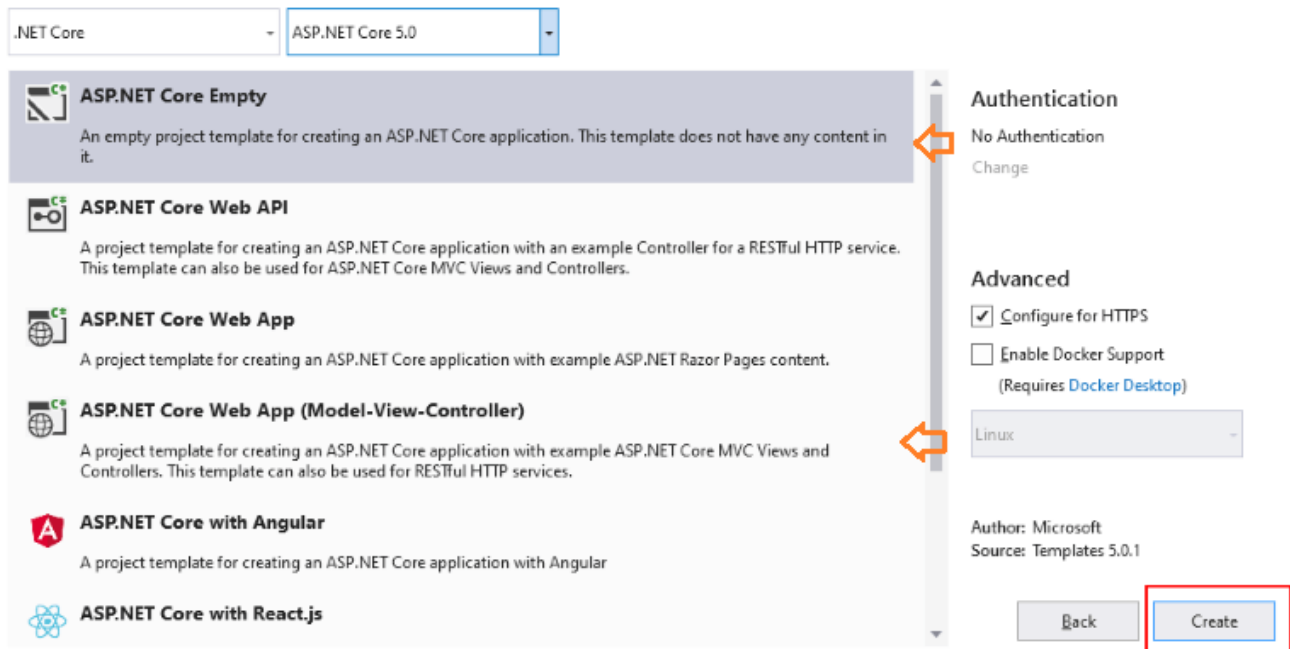 .NET Core
ASP.NET Core 5.0
ASP.NET Core Empty
An empty project template for creating an ASP.NET Core application. This template does not have any content in
it.
ASP.NET Core Web API
A project template for creating an ASP.NET Core application with an example Controller for a RESTful HTTP service.
This template can also be used for ASP.NET Core MVC Views and Controllers.
ASP.NET Core Web App
A project template for creating an ASP.NET Core application with example ASP.NET Razor Pages content.
ASP.NET Core Web App (Model-View-Controller)
A project template for creating an ASP.NET Core application with example ASP.NET Core MVC Views and
Controllers. This template can also be used for RESTful HTTP services.
ASP.NET Core with Angular
A project template for creating an ASP.NET Core application with Angular
ASP.NET Core with React.js
Authentication
No Authentication
Change
Advanced
Configure for HTTPS
Enable Docker Support
(Requires Docker Desktop)
Linux
Author: Microsoft
Source: Templates 5.0.1
Back
Create